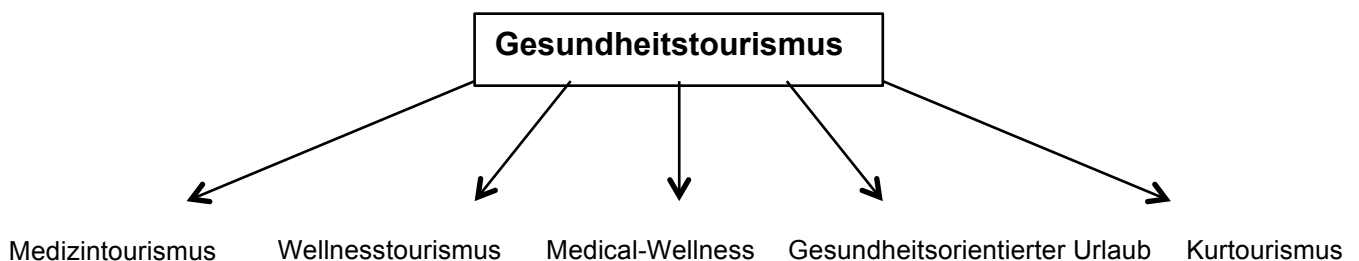 Gesundheitstourismus
Medizintourismus Wellnesstourismus Medical-Wellness Gesundheitsorientierter Urlaub Kurtourismus